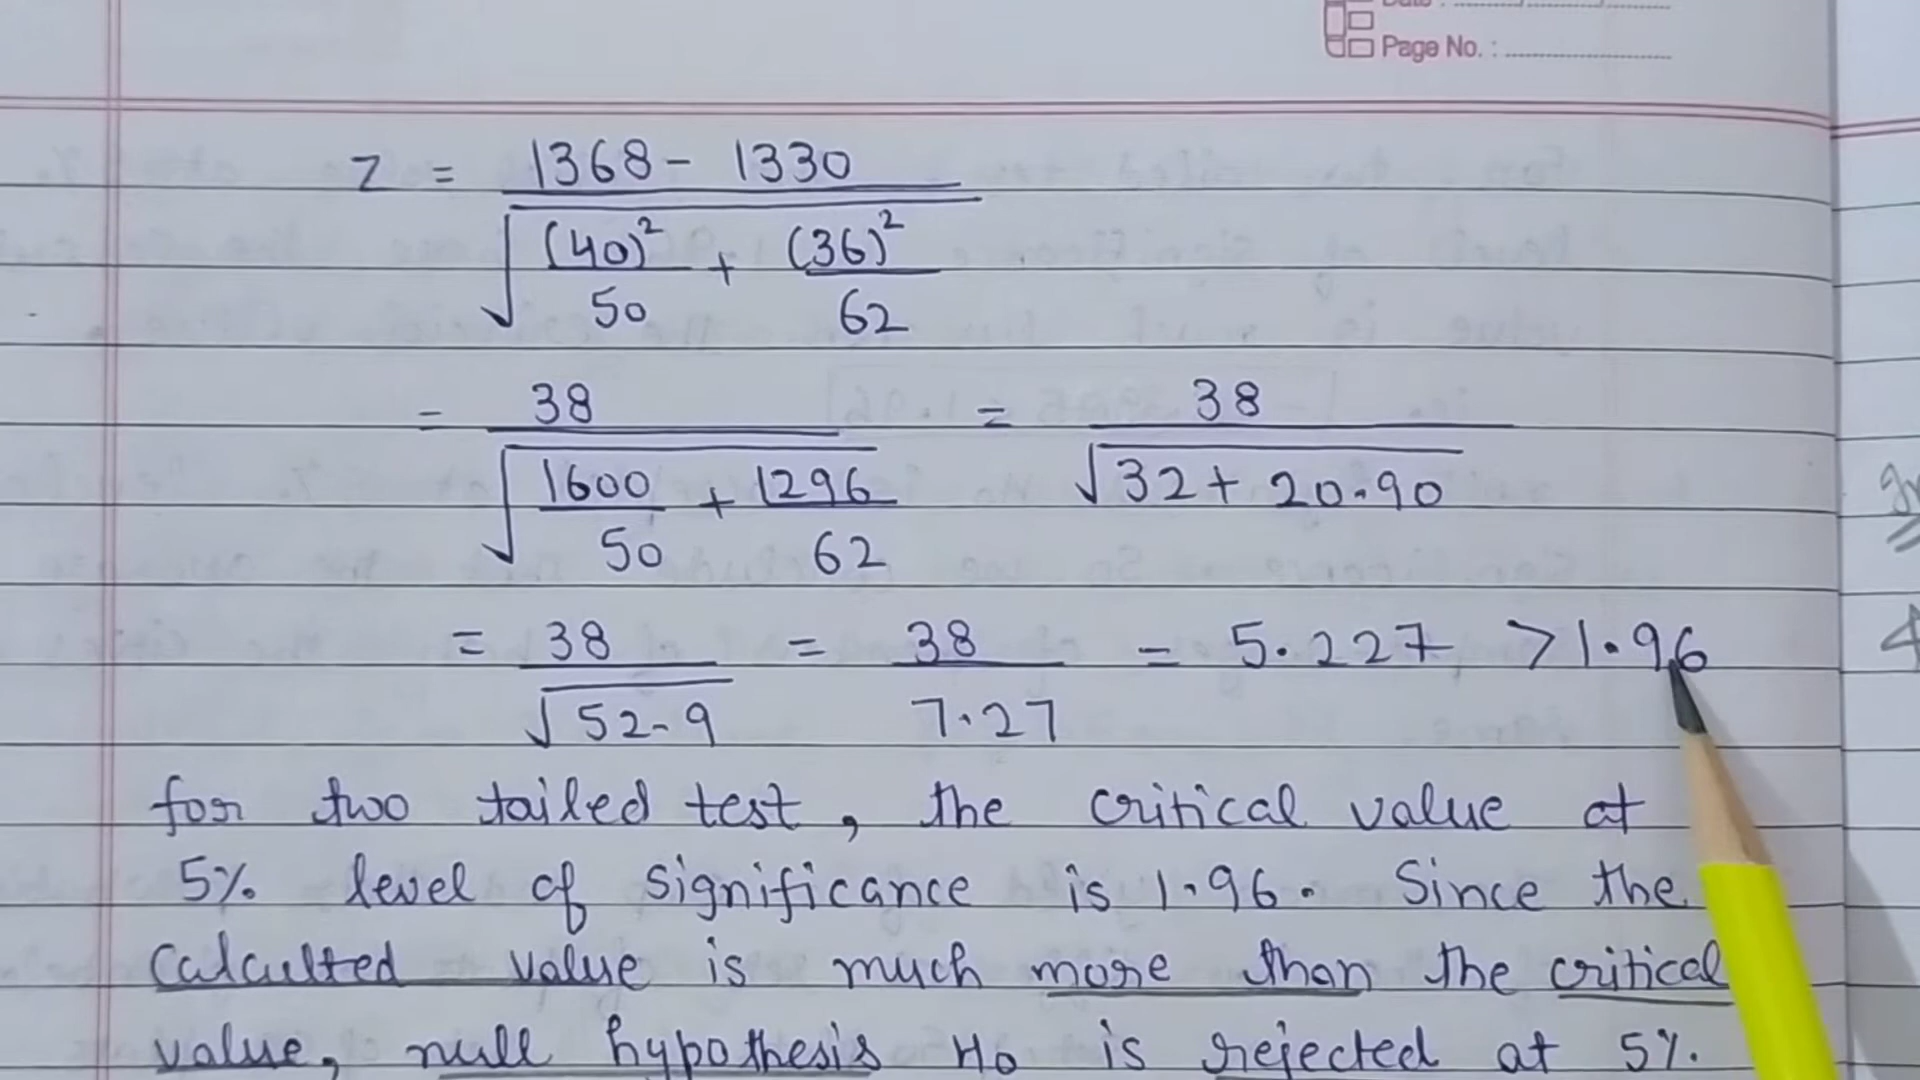 Page No. :
z = 1368 - 1330 / √((40)² / 50 + (36)² / 62)
= 38 / √(1600 / 50 + 1296 / 62) = 38 / √(32 + 20.90)
= 38 / √52.9 = 38 / 7.27 = 5.227 > 1.96
for two tailed test, the critical value at
5% level of significance is 1.96. Since the
calculted value is much more than the critical
value, null hypothesis H0 is rejected at 5%.